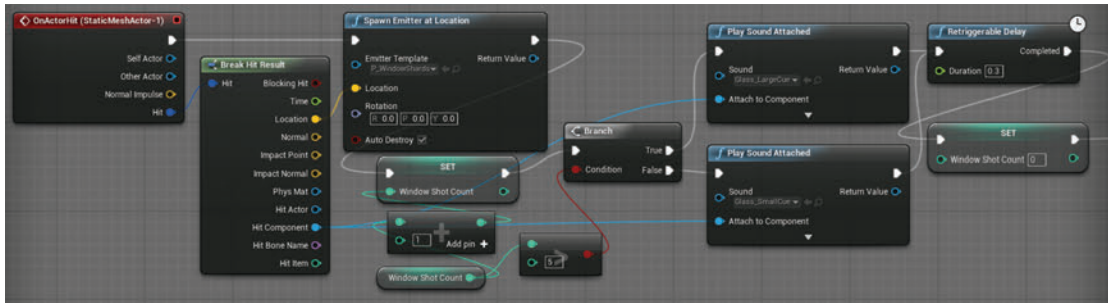 OnActorHit (StaticMeshActor-1)
Self Actor
Other Actor
Normal Impulse
Hit
Break Hit Result
Hit
Blocking Hit
Time
Location
Normal
Impact Point
Impact Normal
Phys Mat
Hit Actor
Hit Component
Hit Bone Name
Hit Item
Spawn Emitter at Location
Emitter Template
Return Value
P_WindowShards
Location
Rotation
R 0.0 P 0.0 Y 0.0
Auto Destroy
SET
Window Shot Count
1
Add pin +
Window Shot Count
>
5
Branch
True
Condition
False
Play Sound Attached
Sound
Return Value
Glass_LargeCue
Attach to Component
Play Sound Attached
Sound
Return Value
Glass_SmallCue
Attach to Component
Retriggerable Delay
Completed
Duration 0.3
SET
Window Shot Count 0